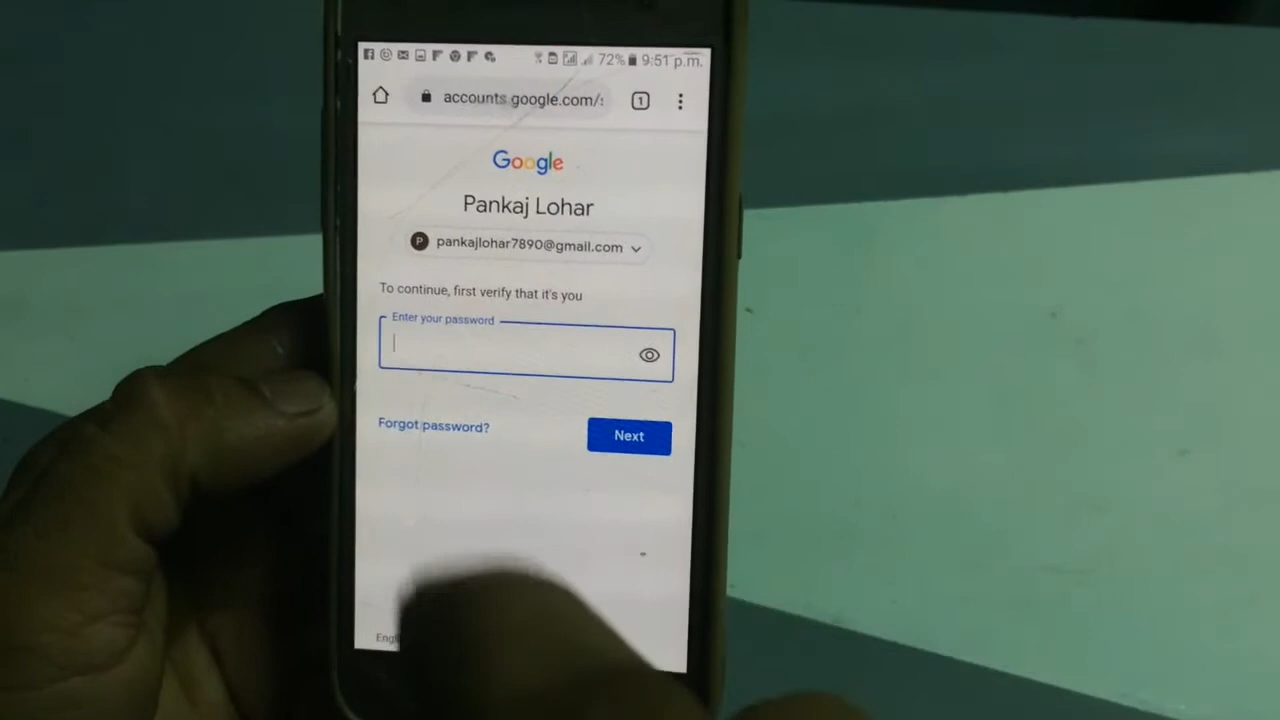 72% 9:51 p.m.
accounts.google.com/s 1
Google
Pankaj Lohar
P pankajlohar7890@gmail.com
To continue, first verify that it's you
Enter your password
Forgot password?
Next